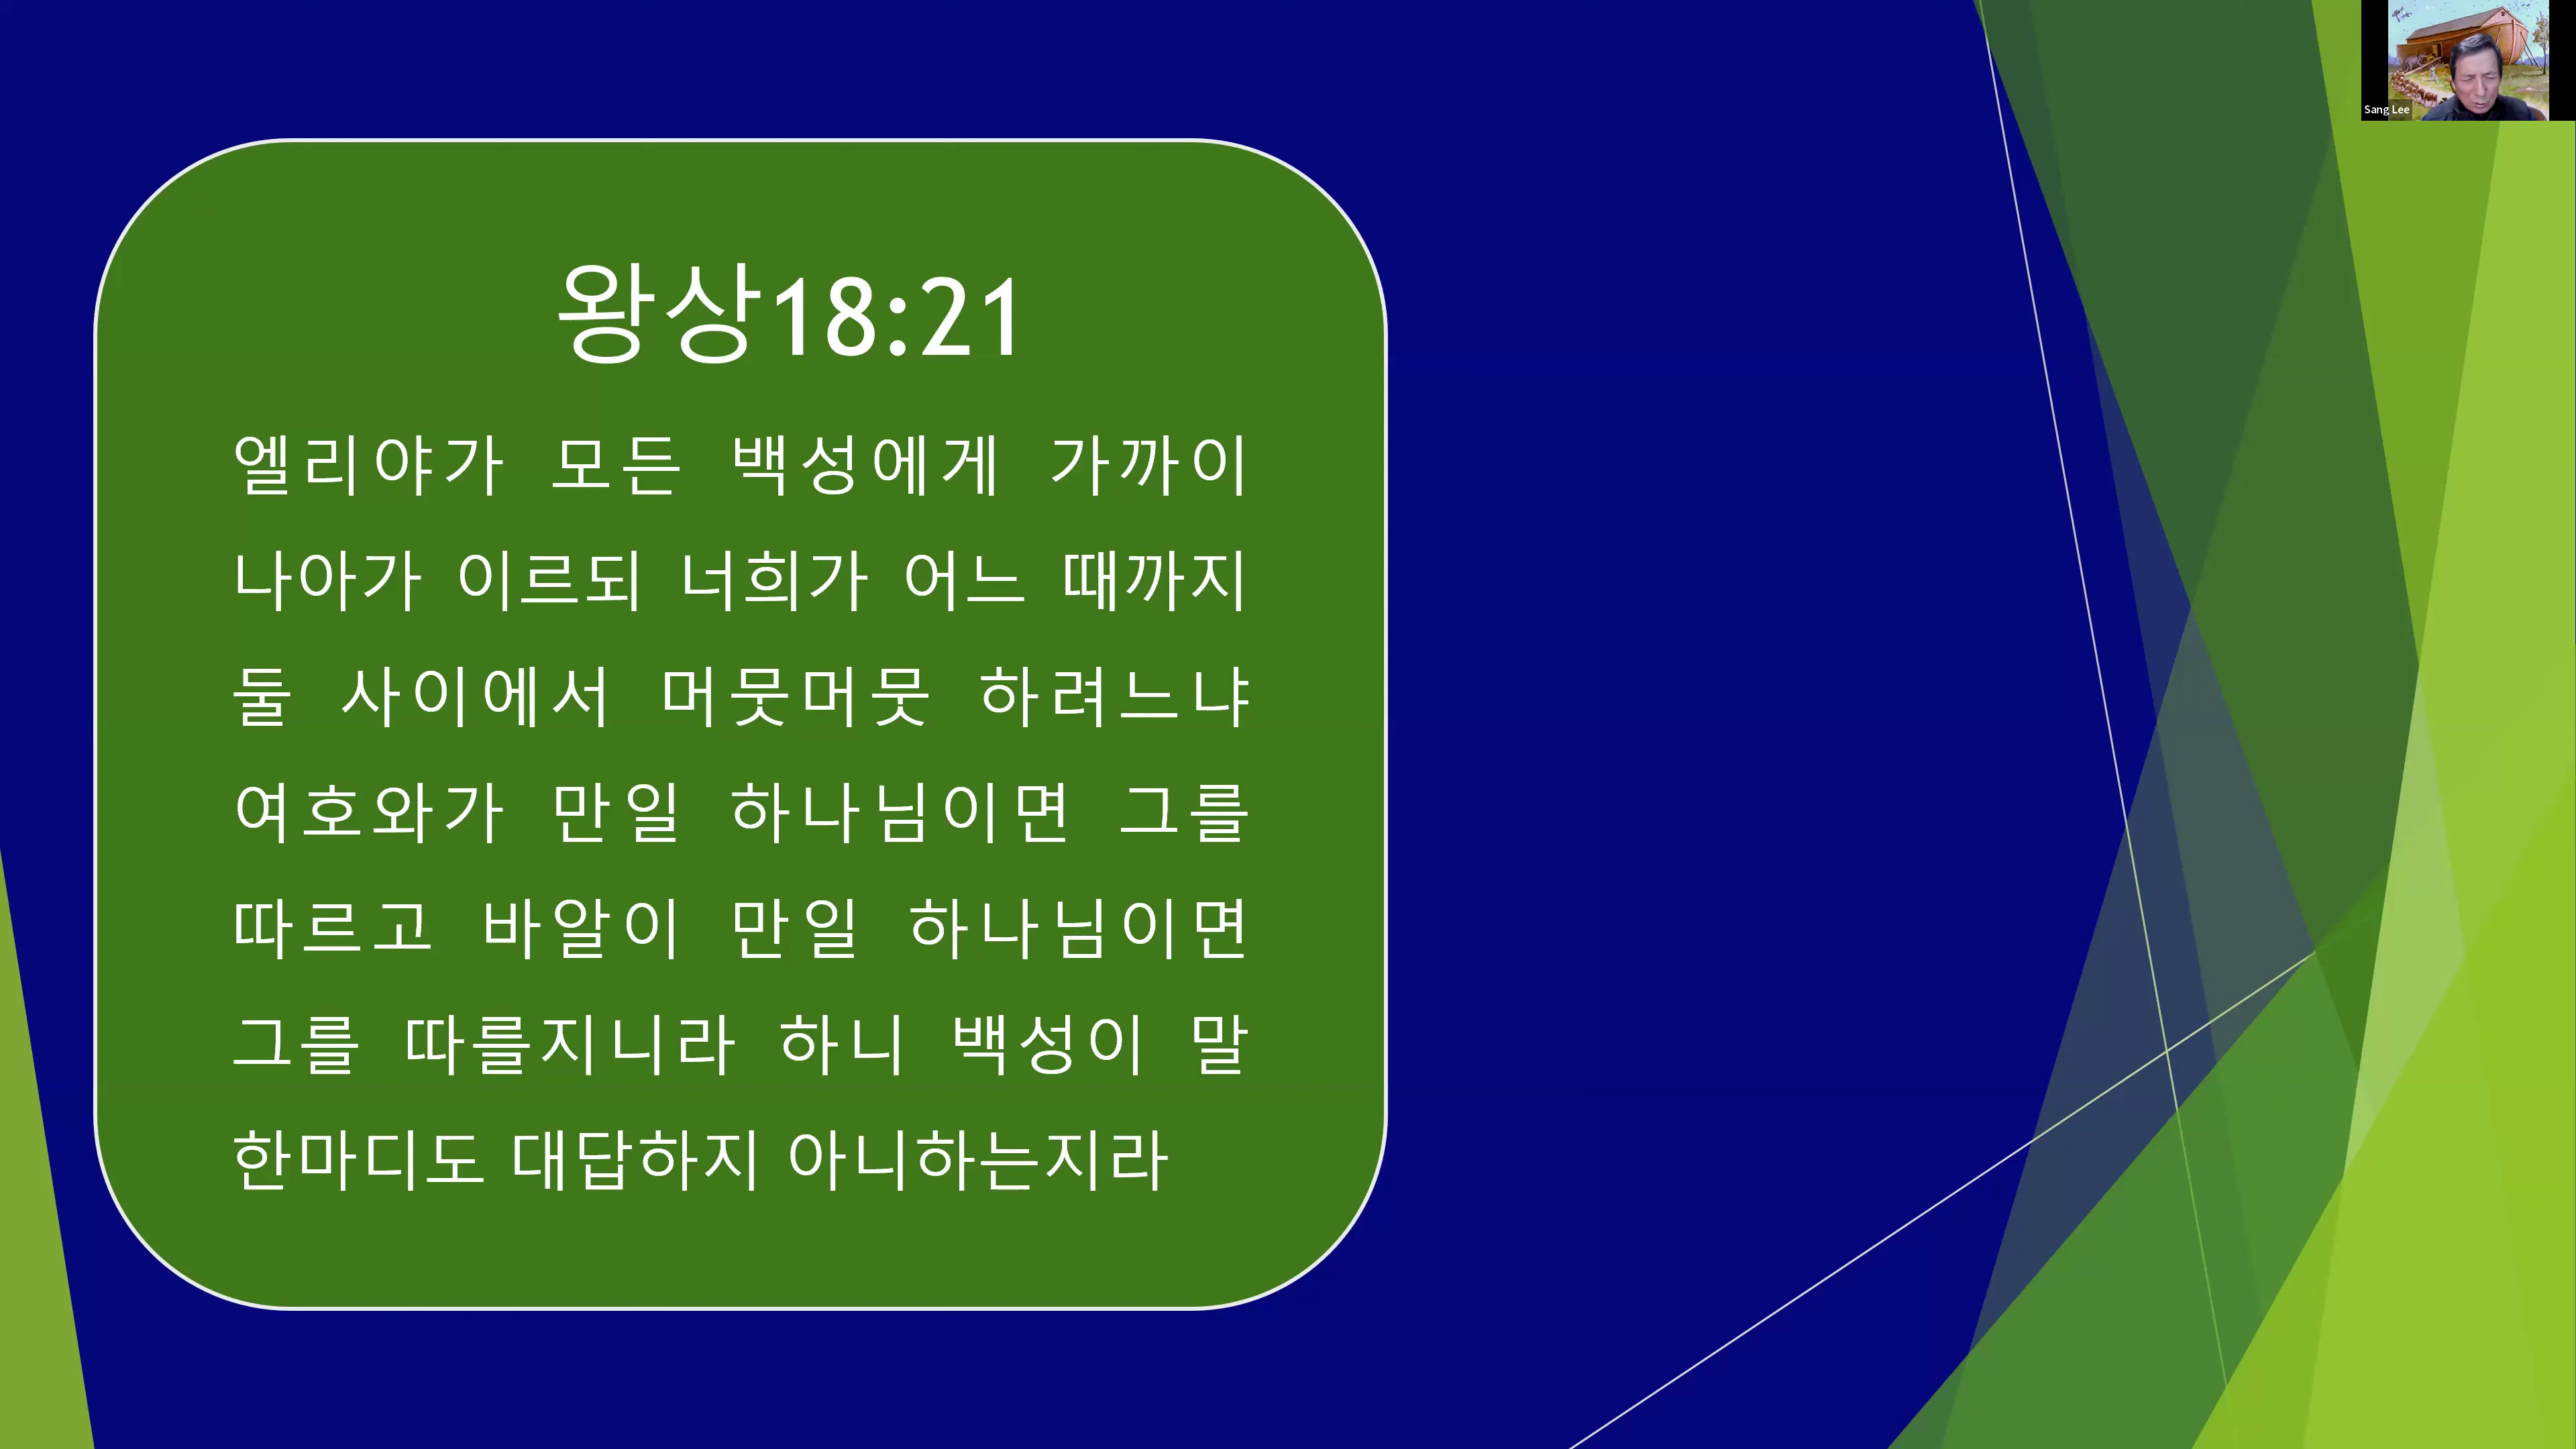 Sang Lee
왕상18:21
엘리야가 모든 백성에게 가까이
나아가 이르되 너희가 어느 때까지
둘 사이에서 머뭇머뭇 하려느냐
여호와가 만일 하나님이면 그를
따르고 바알이 만일 하나님이면
그를 따를지니라 하니 백성이 말
한마디도 대답하지 아니하는지라